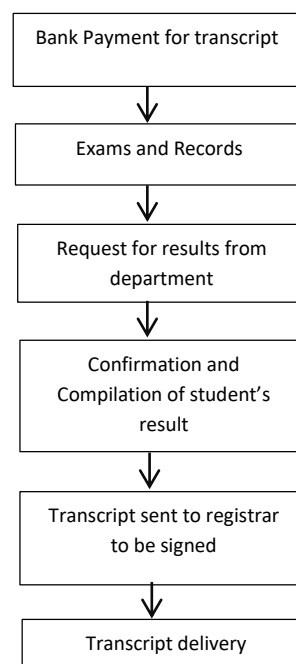 Bank Payment for transcript
Exams and Records
Request for results from
department
Confirmation and
Compilation of student’s
result
Transcript sent to registrar
to be signed
Transcript delivery